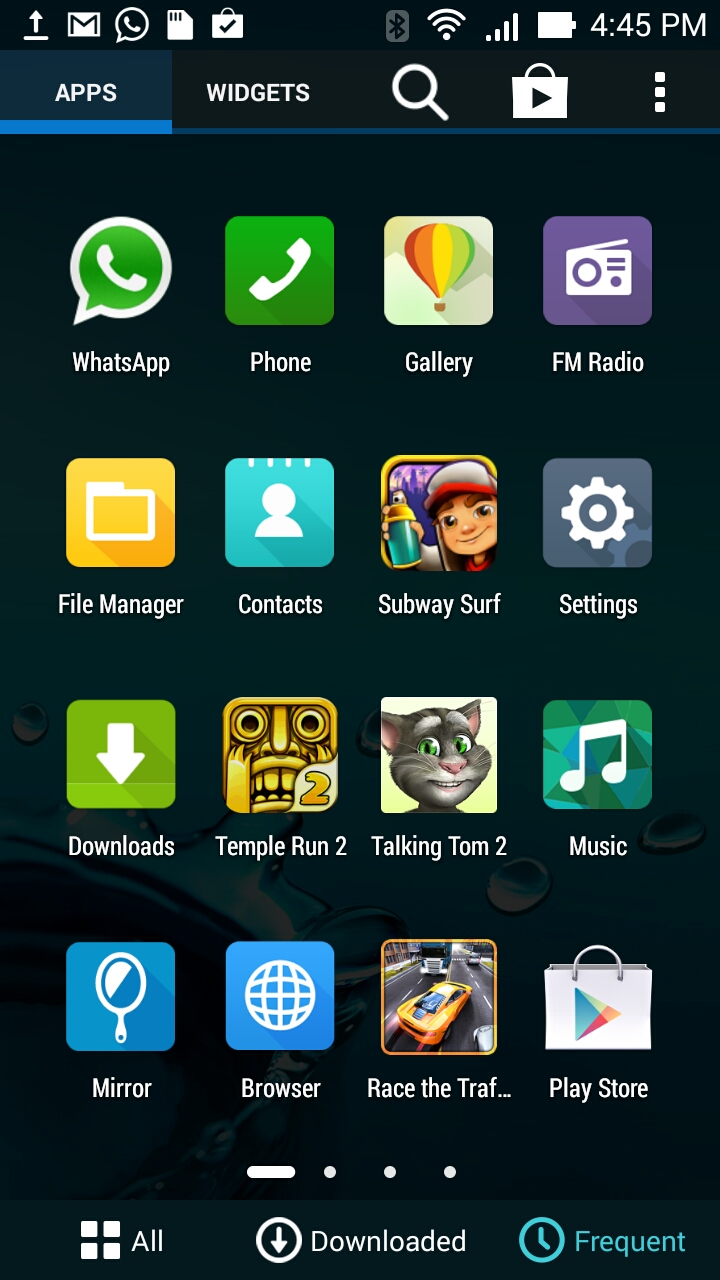 4:45 PM
APPS WIDGETS
WhatsApp Phone Gallery FM Radio
File Manager Contacts Subway Surf Settings
2
Downloads Temple Run 2 Talking Tom 2 Music
Mirror Browser Race the Traf... Play Store
All Downloaded Frequent